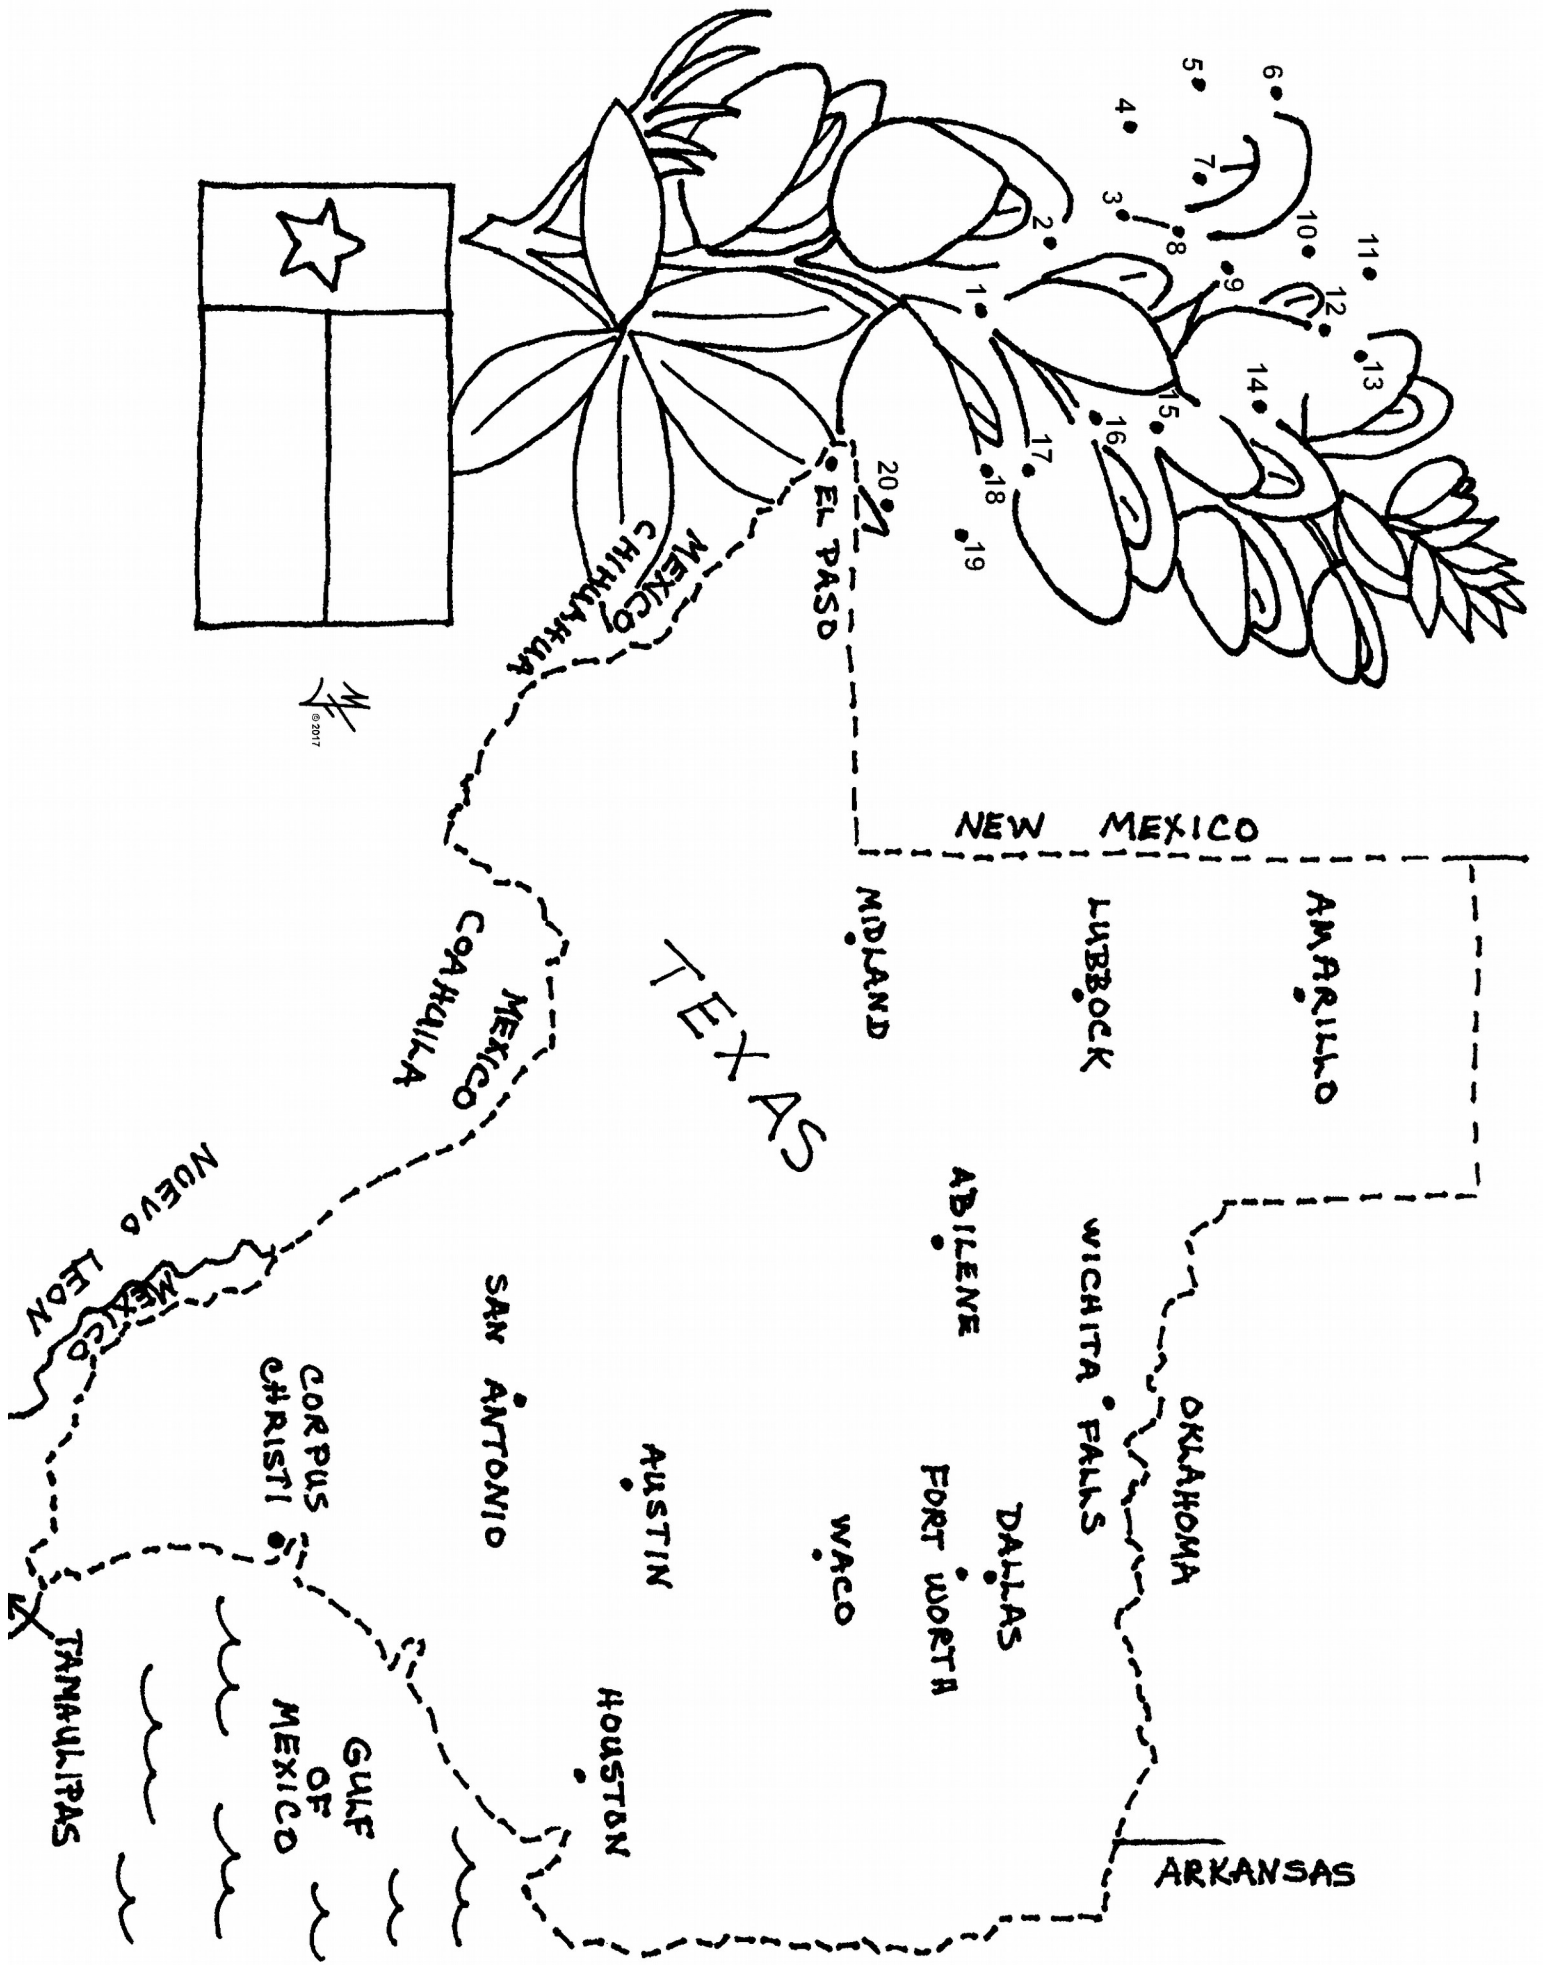 5
6
4
7
3
2
8
10
11
9
12
1
13
14
15
16
17
18
20
19
NEW MEXICO
AMARILLO
LUBBOCK
MIDLAND
EL PASO
OKLAHOMA
WICHITA FALLS
ABILENE
DALLAS
FORT WORTH
ARKANSAS
WACO
TEXAS
AUSTIN
HOUSTON
SAN ANTONIO
CORPUS
CHRISTI
GULF
OF
MEXICO
MEXICO
CHIHUAHUA
MEXICO
COAHUILA
NUEVO LEON
MEXICO
TAMAULIPAS
© 2017